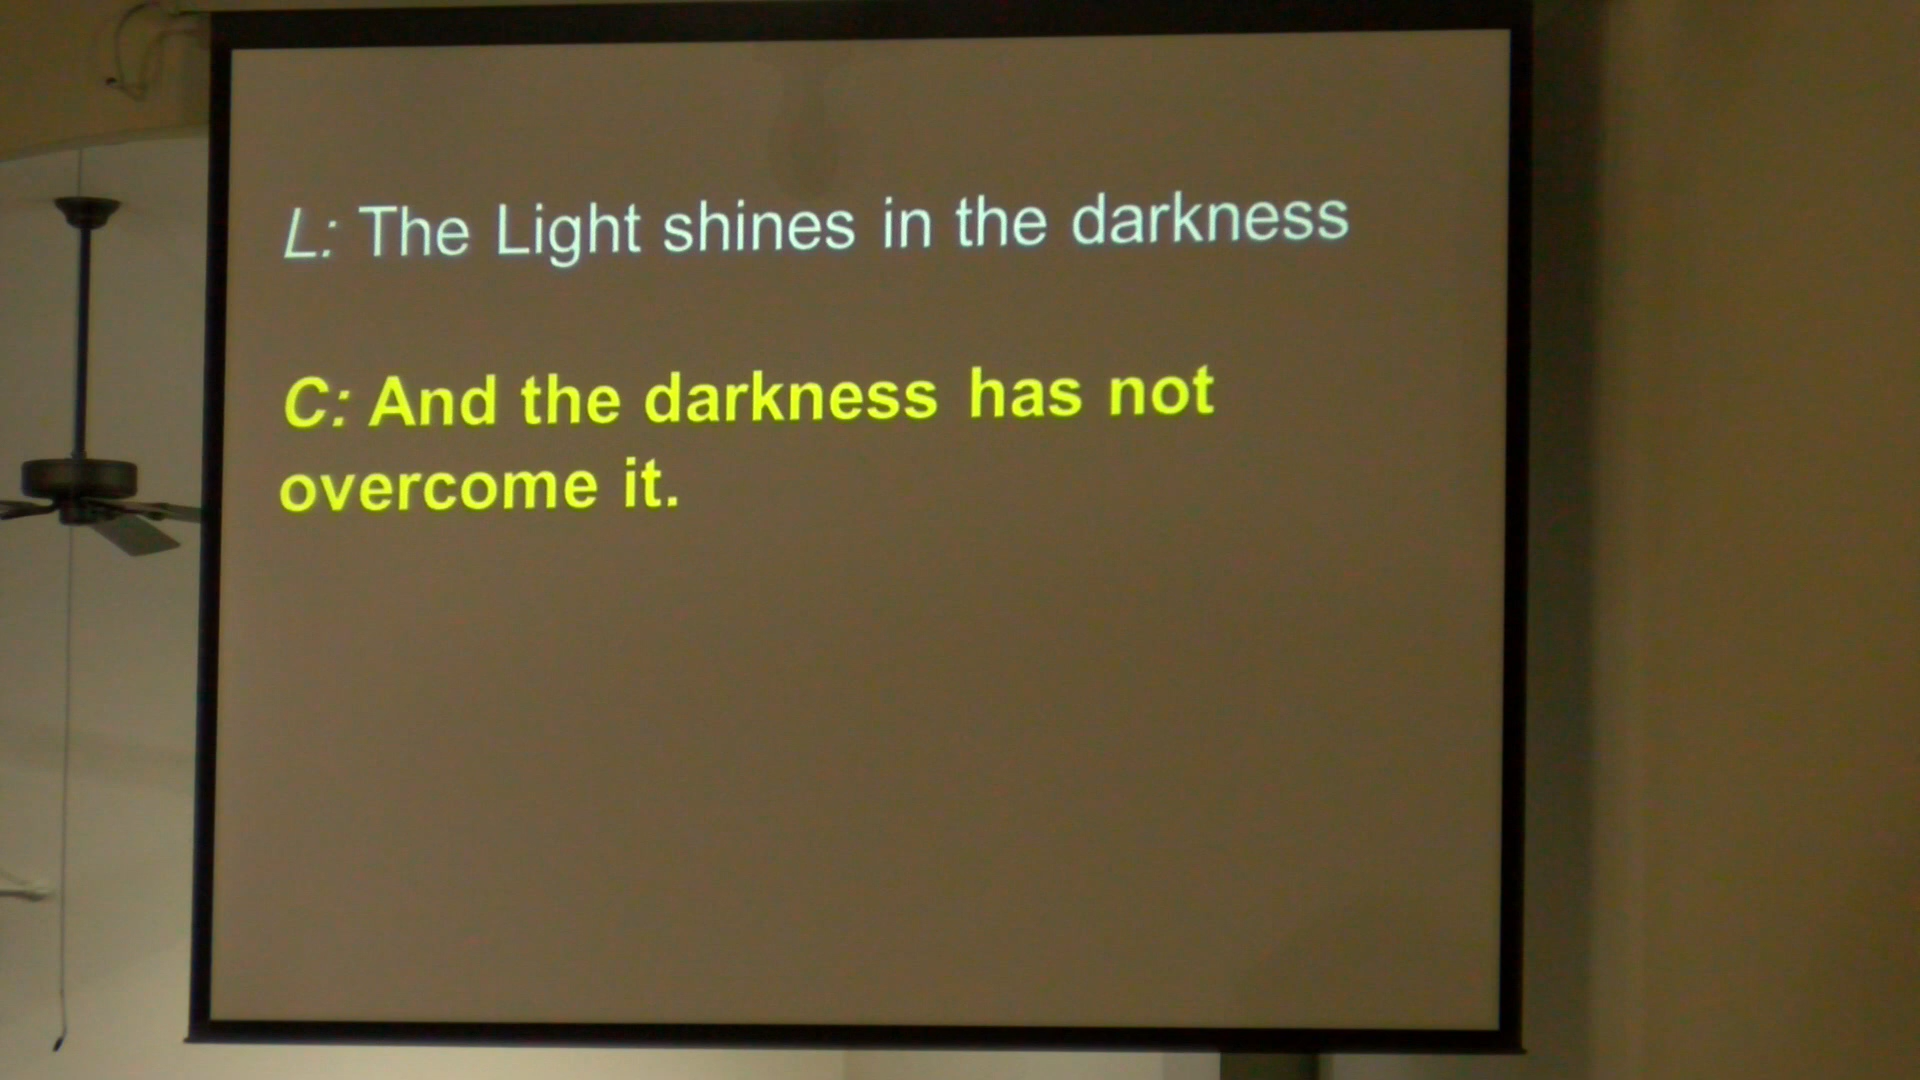 L: The Light shines in the darkness
C: And the darkness has not
overcome it.